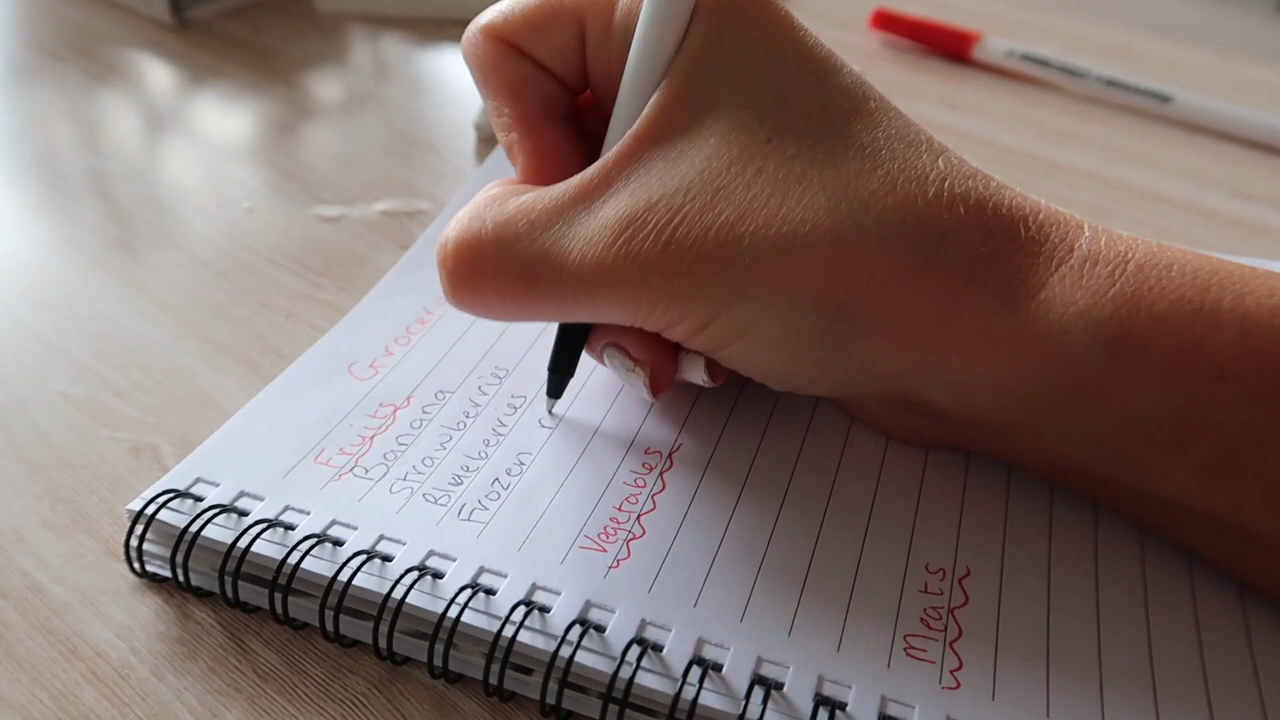 Grocer
Fruits
Banana
Strawberries
Blueberries
Frozen
Vegetables
Meats